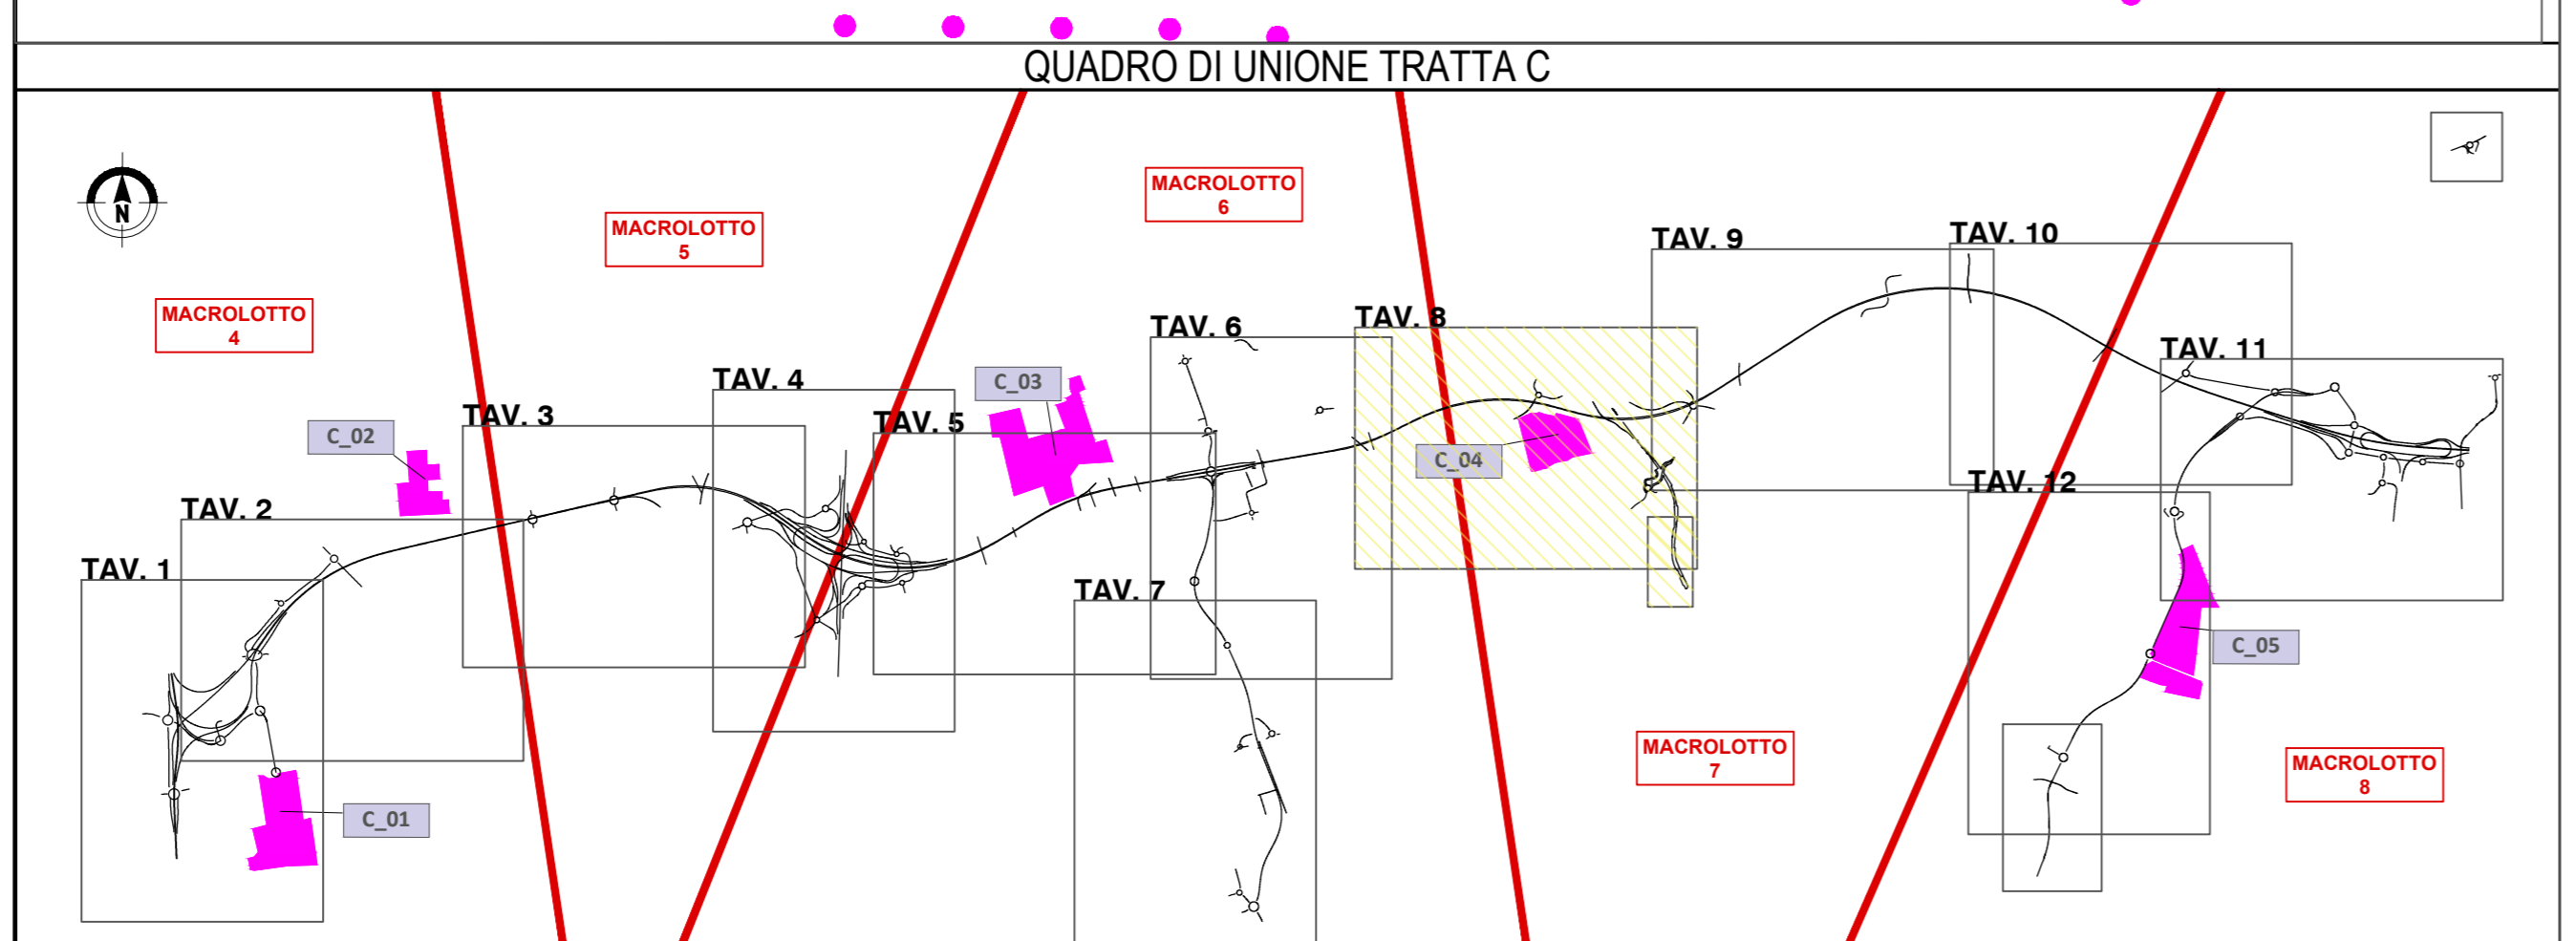 QUADRO DI UNIONE TRATTA C
N
MACROLOTTO
4
MACROLOTTO
5
MACROLOTTO
6
MACROLOTTO
7
MACROLOTTO
8
TAV. 1
TAV. 2
TAV. 3
TAV. 4
TAV. 5
TAV. 6
TAV. 7
TAV. 8
TAV. 9
TAV. 10
TAV. 11
TAV. 12
C_01
C_02
C_03
C_04
C_05